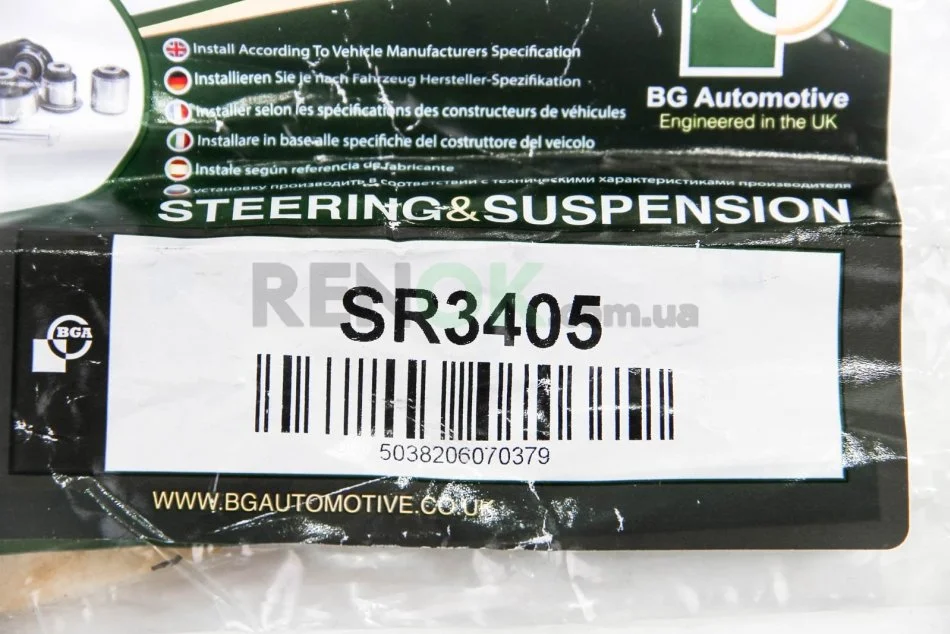 Install According To Vehicle Manufacturers Specification
Installieren Sie je nach Fahrzeug Hersteller-Spezifikation
Installer selon les spécifications des constructeurs de véhicules
Installare in base alle specifiche del costruttore del veicolo
Instale según referencia de fabricante
установку производить в соответствии с техническими характеристиками производителя
BG Automotive
Engineered in the UK
STEERING&SUSPENSION
RENOK.com.ua
BGA
SR3405
5038206070379
WWW.BGAUTOMOTIVE.CO.UK